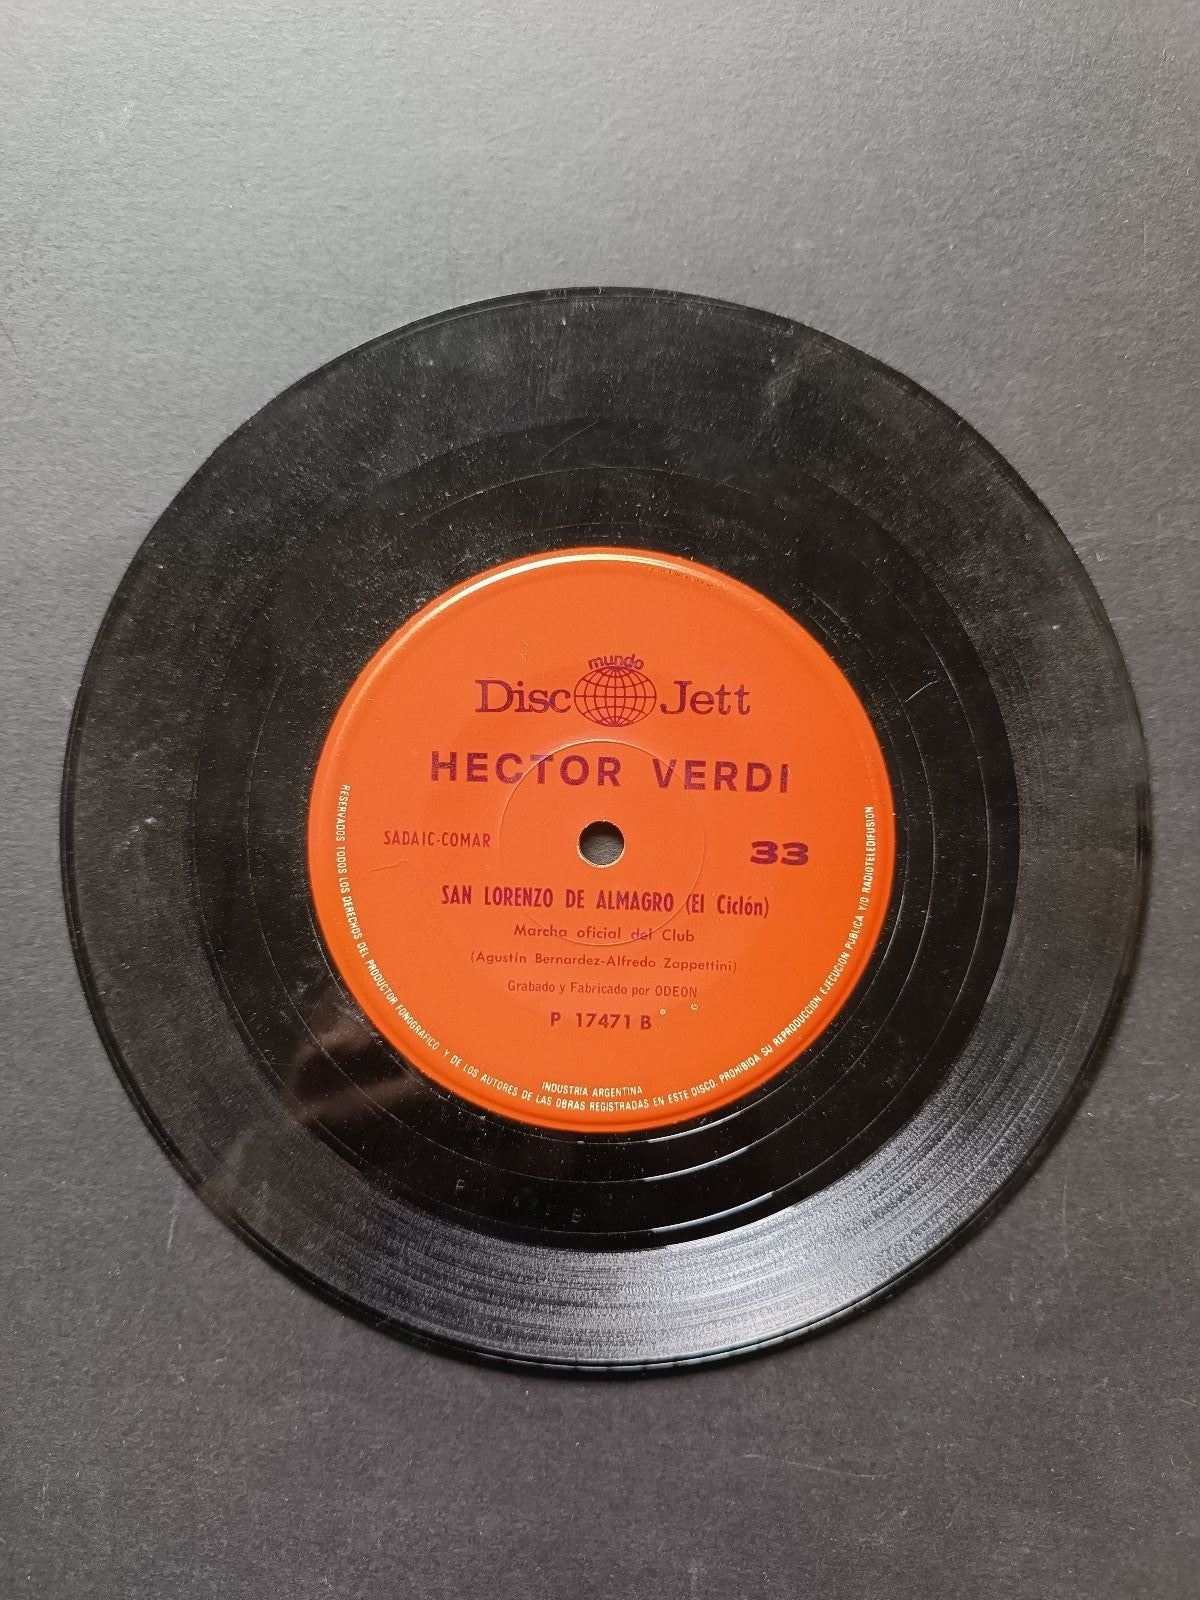 mundo
Disc Jett
HECTOR VERDI
SADAIC-COMAR
33
SAN LORENZO DE ALMAGRO (El Ciclón)
Marcha oficial del Club
(Agustín Bernardez-Alfredo Zappettini)
Grabado y Fabricado por ODEON
P 17471 B
INDUSTRIA ARGENTINA
RESERVADOS TODOS LOS DERECHOS DEL PRODUCTOR FONOGRAFICO Y DE LOS AUTORES DE LAS OBRAS REGISTRADAS EN ESTE DISCO. PROHIBIDA SU REPRODUCCION EJECUCION PUBLICA Y/O RADIOTELEDIFUSION